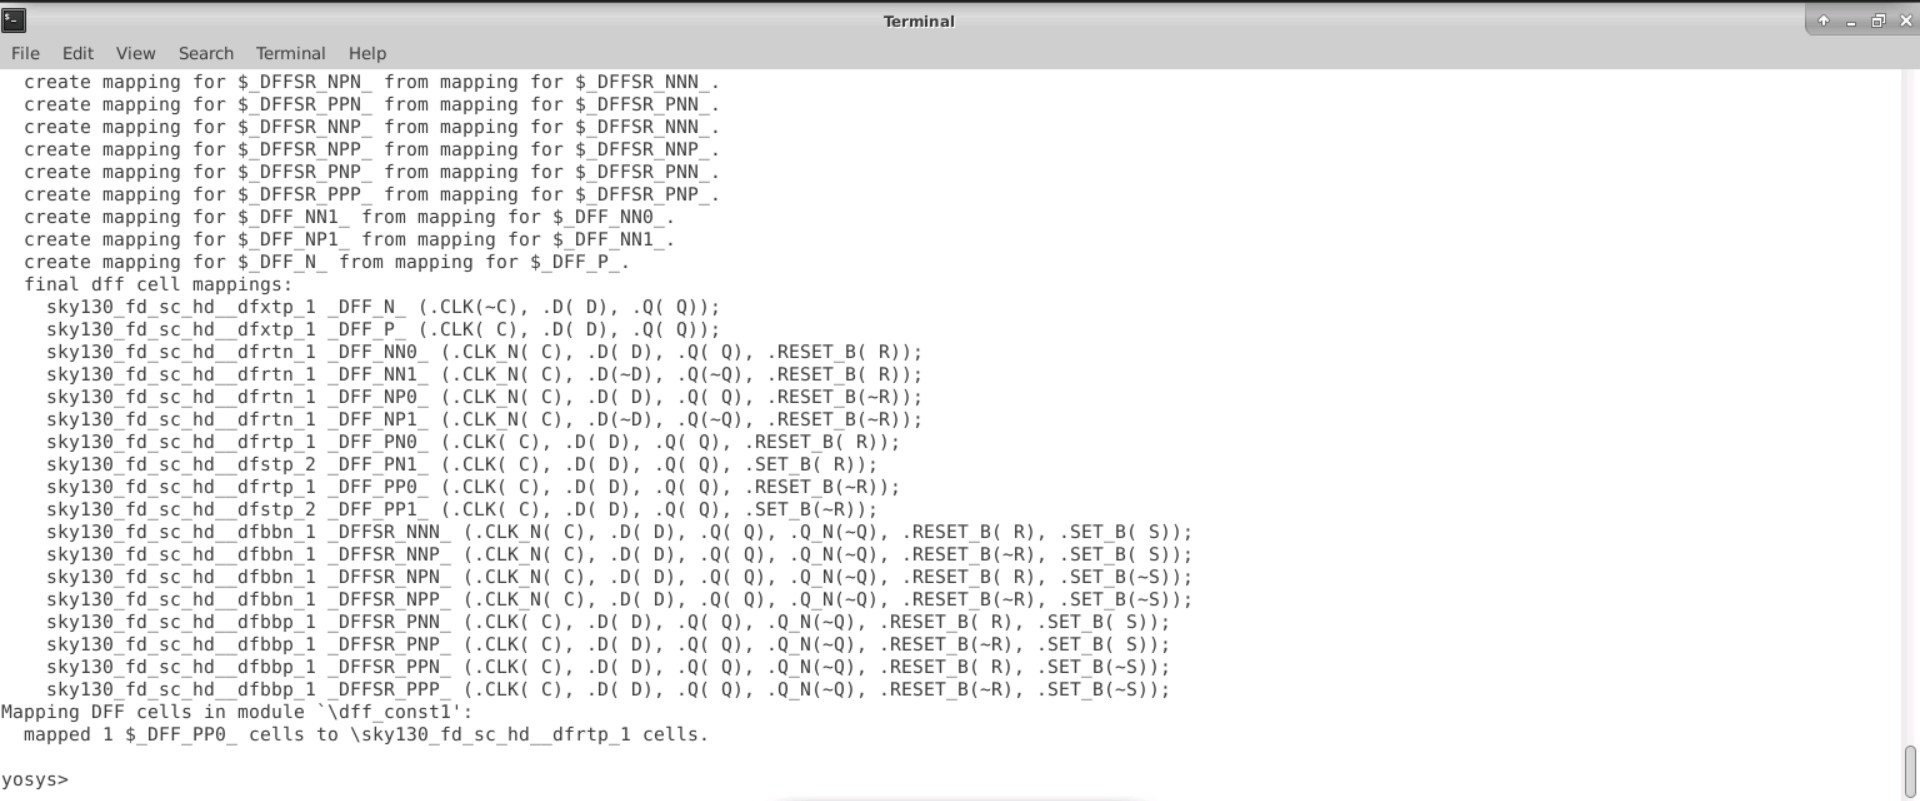 Terminal
File Edit View Search Terminal Help
create mapping for $_DFFSR_NPN_ from mapping for $_DFFSR_NNN_.
create mapping for $_DFFSR_PPN_ from mapping for $_DFFSR_PNN_.
create mapping for $_DFFSR_NNP_ from mapping for $_DFFSR_NNN_.
create mapping for $_DFFSR_NPP_ from mapping for $_DFFSR_NNP_.
create mapping for $_DFFSR_PNP_ from mapping for $_DFFSR_PNN_.
create mapping for $_DFFSR_PPP_ from mapping for $_DFFSR_PNP_.
create mapping for $_DFF_NN1_ from mapping for $_DFF_NN0_.
create mapping for $_DFF_NP1_ from mapping for $_DFF_NN1_.
create mapping for $_DFF_N_ from mapping for $_DFF_P_.
final dff cell mappings:
sky130_fd_sc_hd__dfxtp_1 _DFF_N_ (.CLK(~C), .D( D), .Q( Q));
sky130_fd_sc_hd__dfxtp_1 _DFF_P_ (.CLK( C), .D( D), .Q( Q));
sky130_fd_sc_hd__dfrtn_1 _DFF_NN0_ (.CLK_N( C), .D( D), .Q( Q), .RESET_B( R));
sky130_fd_sc_hd__dfrtn_1 _DFF_NN1_ (.CLK_N( C), .D(~D), .Q(~Q), .RESET_B( R));
sky130_fd_sc_hd__dfrtn_1 _DFF_NP0_ (.CLK_N( C), .D( D), .Q( Q), .RESET_B(~R));
sky130_fd_sc_hd__dfrtn_1 _DFF_NP1_ (.CLK_N( C), .D(~D), .Q(~Q), .RESET_B(~R));
sky130_fd_sc_hd__dfrtp_1 _DFF_PN0_ (.CLK( C), .D( D), .Q( Q), .RESET_B( R));
sky130_fd_sc_hd__dfstp_2 _DFF_PN1_ (.CLK( C), .D( D), .Q( Q), .SET_B( R));
sky130_fd_sc_hd__dfrtp_1 _DFF_PP0_ (.CLK( C), .D( D), .Q( Q), .RESET_B(~R));
sky130_fd_sc_hd__dfstp_2 _DFF_PP1_ (.CLK( C), .D( D), .Q( Q), .SET_B(~R));
sky130_fd_sc_hd__dfbbn_1 _DFFSR_NNN_ (.CLK_N( C), .D( D), .Q( Q), .Q_N(~Q), .RESET_B( R), .SET_B( S));
sky130_fd_sc_hd__dfbbn_1 _DFFSR_NNP_ (.CLK_N( C), .D( D), .Q( Q), .Q_N(~Q), .RESET_B(~R), .SET_B( S));
sky130_fd_sc_hd__dfbbn_1 _DFFSR_NPN_ (.CLK_N( C), .D( D), .Q( Q), .Q_N(~Q), .RESET_B( R), .SET_B(~S));
sky130_fd_sc_hd__dfbbn_1 _DFFSR_NPP_ (.CLK_N( C), .D( D), .Q( Q), .Q_N(~Q), .RESET_B(~R), .SET_B(~S));
sky130_fd_sc_hd__dfbbp_1 _DFFSR_PNN_ (.CLK( C), .D( D), .Q( Q), .Q_N(~Q), .RESET_B( R), .SET_B( S));
sky130_fd_sc_hd__dfbbp_1 _DFFSR_PNP_ (.CLK( C), .D( D), .Q( Q), .Q_N(~Q), .RESET_B(~R), .SET_B( S));
sky130_fd_sc_hd__dfbbp_1 _DFFSR_PPN_ (.CLK( C), .D( D), .Q( Q), .Q_N(~Q), .RESET_B( R), .SET_B(~S));
sky130_fd_sc_hd__dfbbp_1 _DFFSR_PPP_ (.CLK( C), .D( D), .Q( Q), .Q_N(~Q), .RESET_B(~R), .SET_B(~S));
Mapping DFF cells in module `\dff_const1':
mapped 1 $_DFF_PP0_ cells to \sky130_fd_sc_hd__dfrtp_1 cells.
yosys>